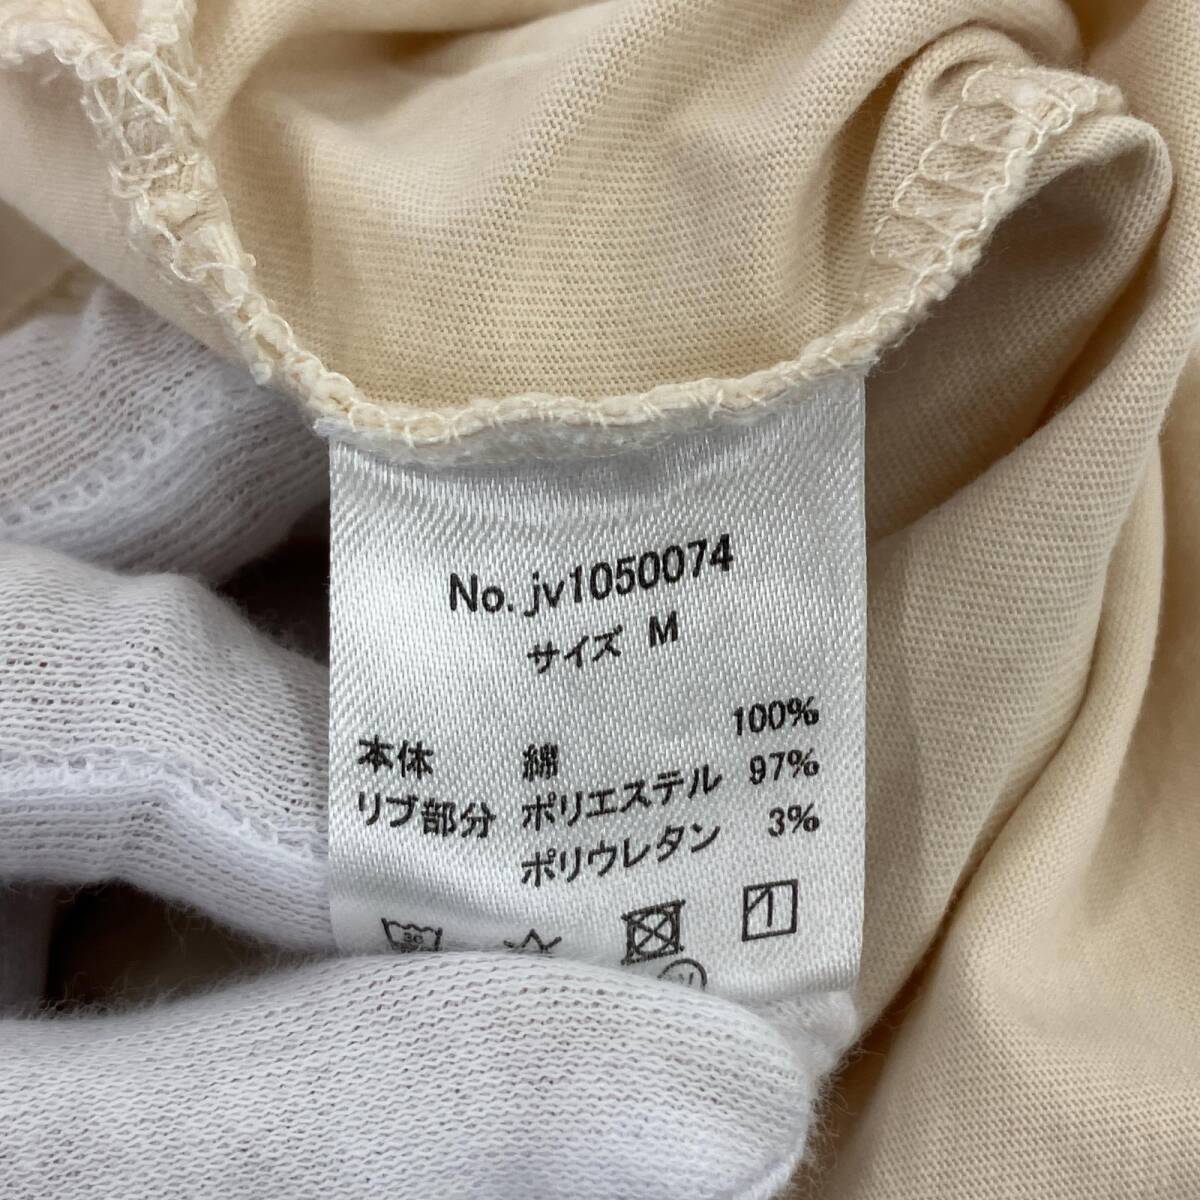 No. jv1050074
サイズ M
本体 綿 100%
リブ部分 ポリエステル 97%
ポリウレタン 3%
30